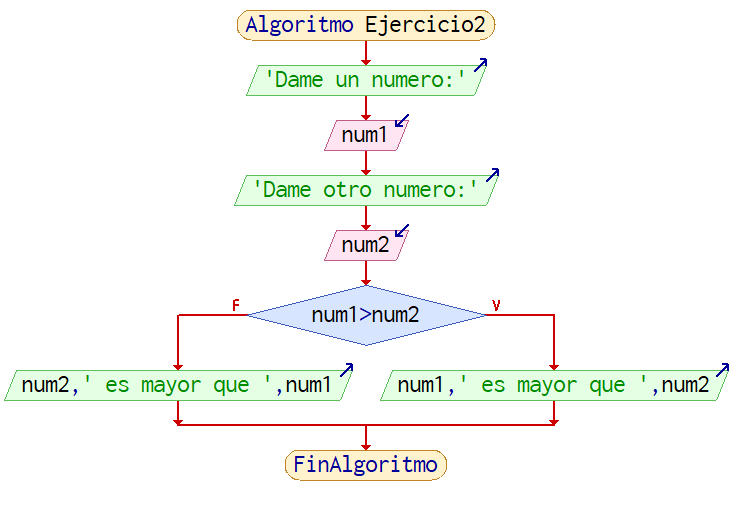 Algoritmo Ejercicio2
'Dame un numero:'
num1
'Dame otro numero:'
num2
F
V
num1>num2
num2,' es mayor que ',num1
num1,' es mayor que ',num2
FinAlgoritmo